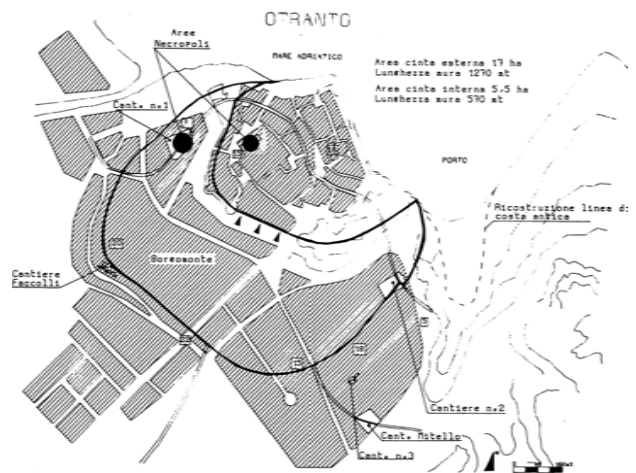 OTRANTO
Aree
Necropoli
MARE ADRIATICO
Area cinta esterna 17 ha
Lunghezza mura 1270 mt
Area cinta interna 5,5 ha
Lunghezza mura 570 mt
Cant. n.1
PORTO
Ricostruzione linea di
costa antica
Borgomonte
Cantiere
Faccolli
Cantiere n.2
Cant. Mitello
Cant. n.3